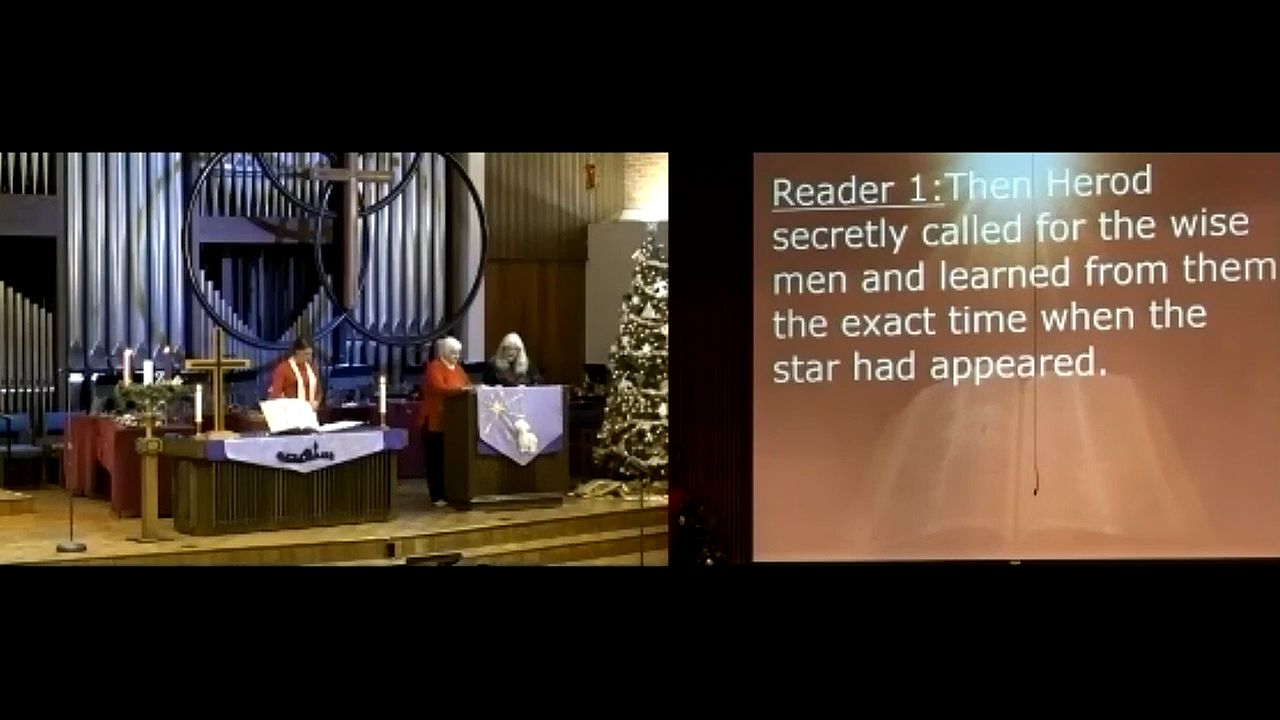 Reader 1:Then Herod
secretly called for the wise
men and learned from them
the exact time when the
star had appeared.